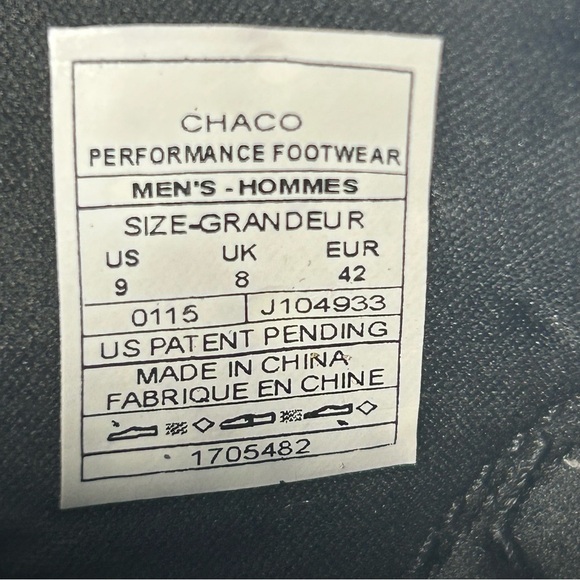 CHACO
PERFORMANCE FOOTWEAR
MEN'S - HOMMES
SIZE-GRANDEUR
US UK EUR
9 8 42
0115 J104933
US PATENT PENDING
MADE IN CHINA
FABRIQUE EN CHINE
1705482